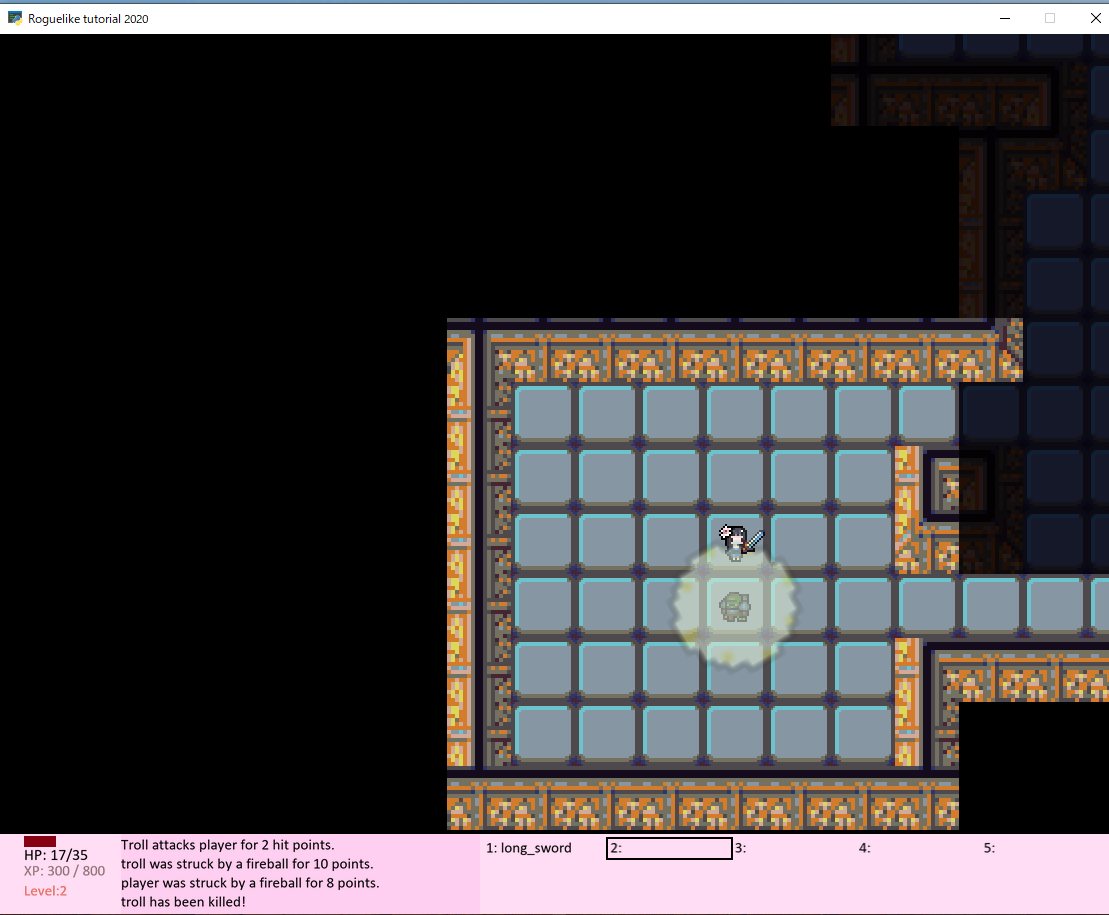 Roguelike tutorial 2020
HP: 17/35
XP: 300 / 800
Level:2
Troll attacks player for 2 hit points.
troll was struck by a fireball for 10 points.
player was struck by a fireball for 8 points.
troll has been killed!
1: long_sword 2: 3: 4: 5: